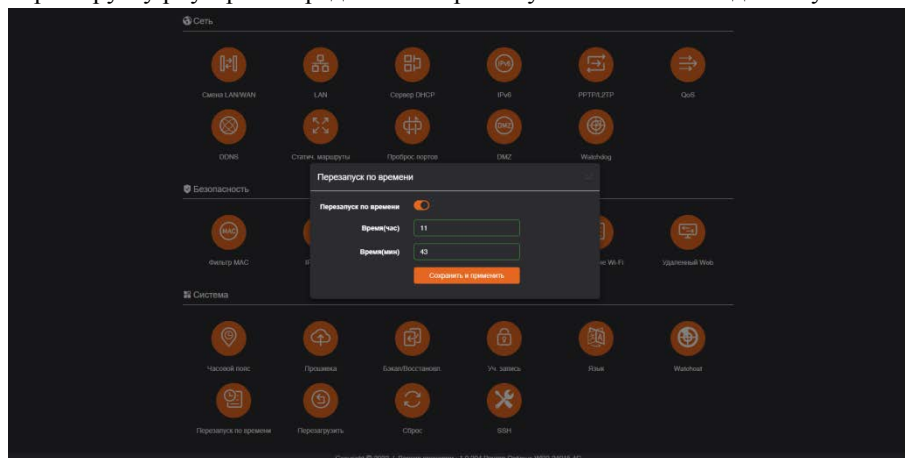 Сеть
Смена LAN/WAN LAN Сервер DHCP IPv6 PPTP/L2TP QoS
DDNS Статич. маршруты Проброс портов DMZ Watchdog
Перезапуск по времени
Безопасность
Перезапуск по времени
Время(час) 11
Время(мин) 43
Сохранить и применить
Фильтр MAC Wi-Fi Удаленный Web
Система
Часовой пояс Прошивка Бэкап/Восстановл. Уч. запись Язык Watchcat
Перезапуск по времени Перезагрузить Сброс SSH